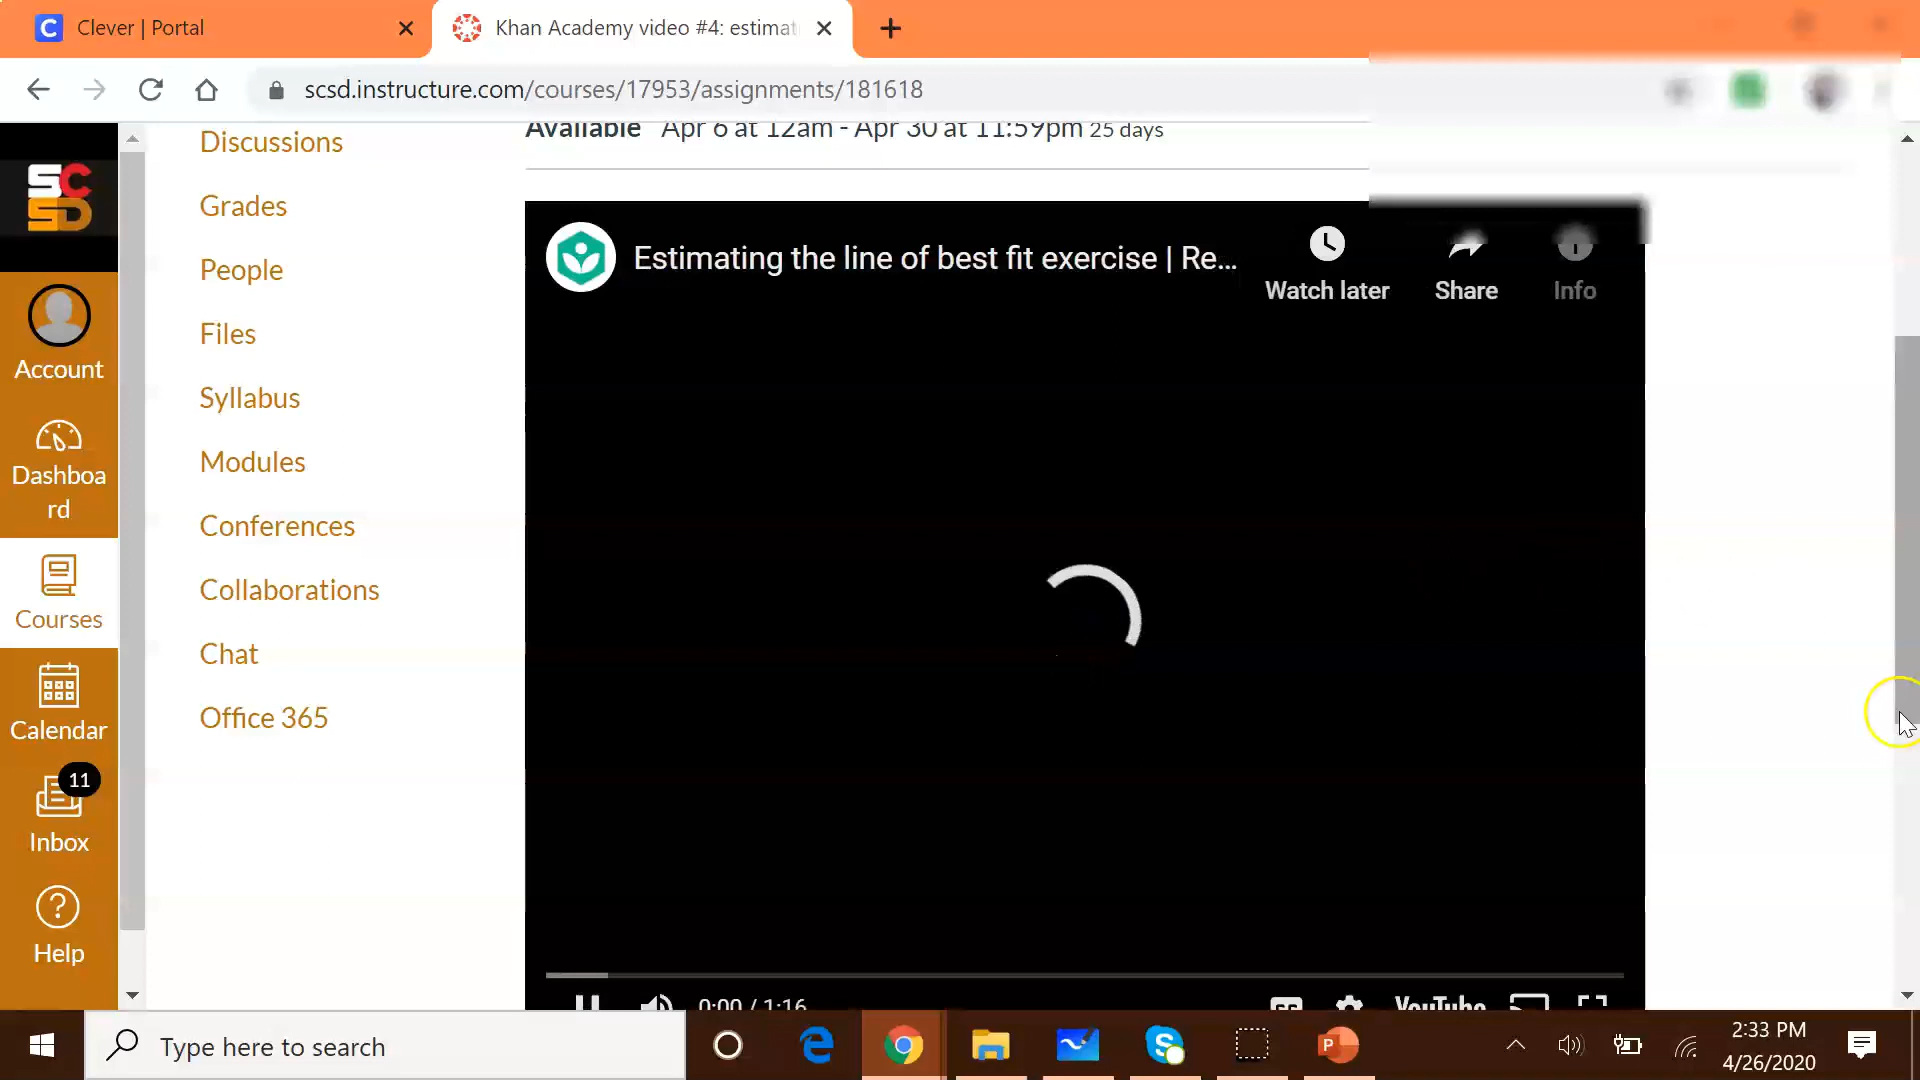 Clever | Portal
Khan Academy video #4: estimat
scsd.instructure.com/courses/17953/assignments/181618
Available Apr 6 at 12am - Apr 30 at 11:59pm 25 days
SC
SD
Account
Dashboa
rd
Courses
Calendar
11
Inbox
Help
Discussions
Grades
People
Files
Syllabus
Modules
Conferences
Collaborations
Chat
Office 365
Estimating the line of best fit exercise | Re...
Watch later
Share
Info
0:00 / 1:16
CC
YouTube
Type here to search
2:33 PM
4/26/2020